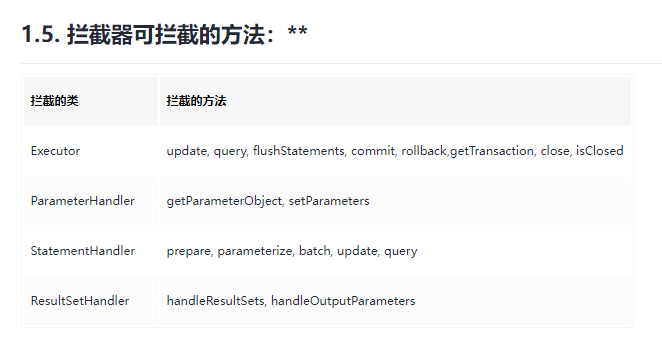 1.5. 拦截器可拦截的方法：**
拦截的类 拦截的方法
Executor update, query, flushStatements, commit, rollback,getTransaction, close, isClosed
ParameterHandler getParameterObject, setParameters
StatementHandler prepare, parameterize, batch, update, query
ResultSetHandler handleResultSets, handleOutputParameters